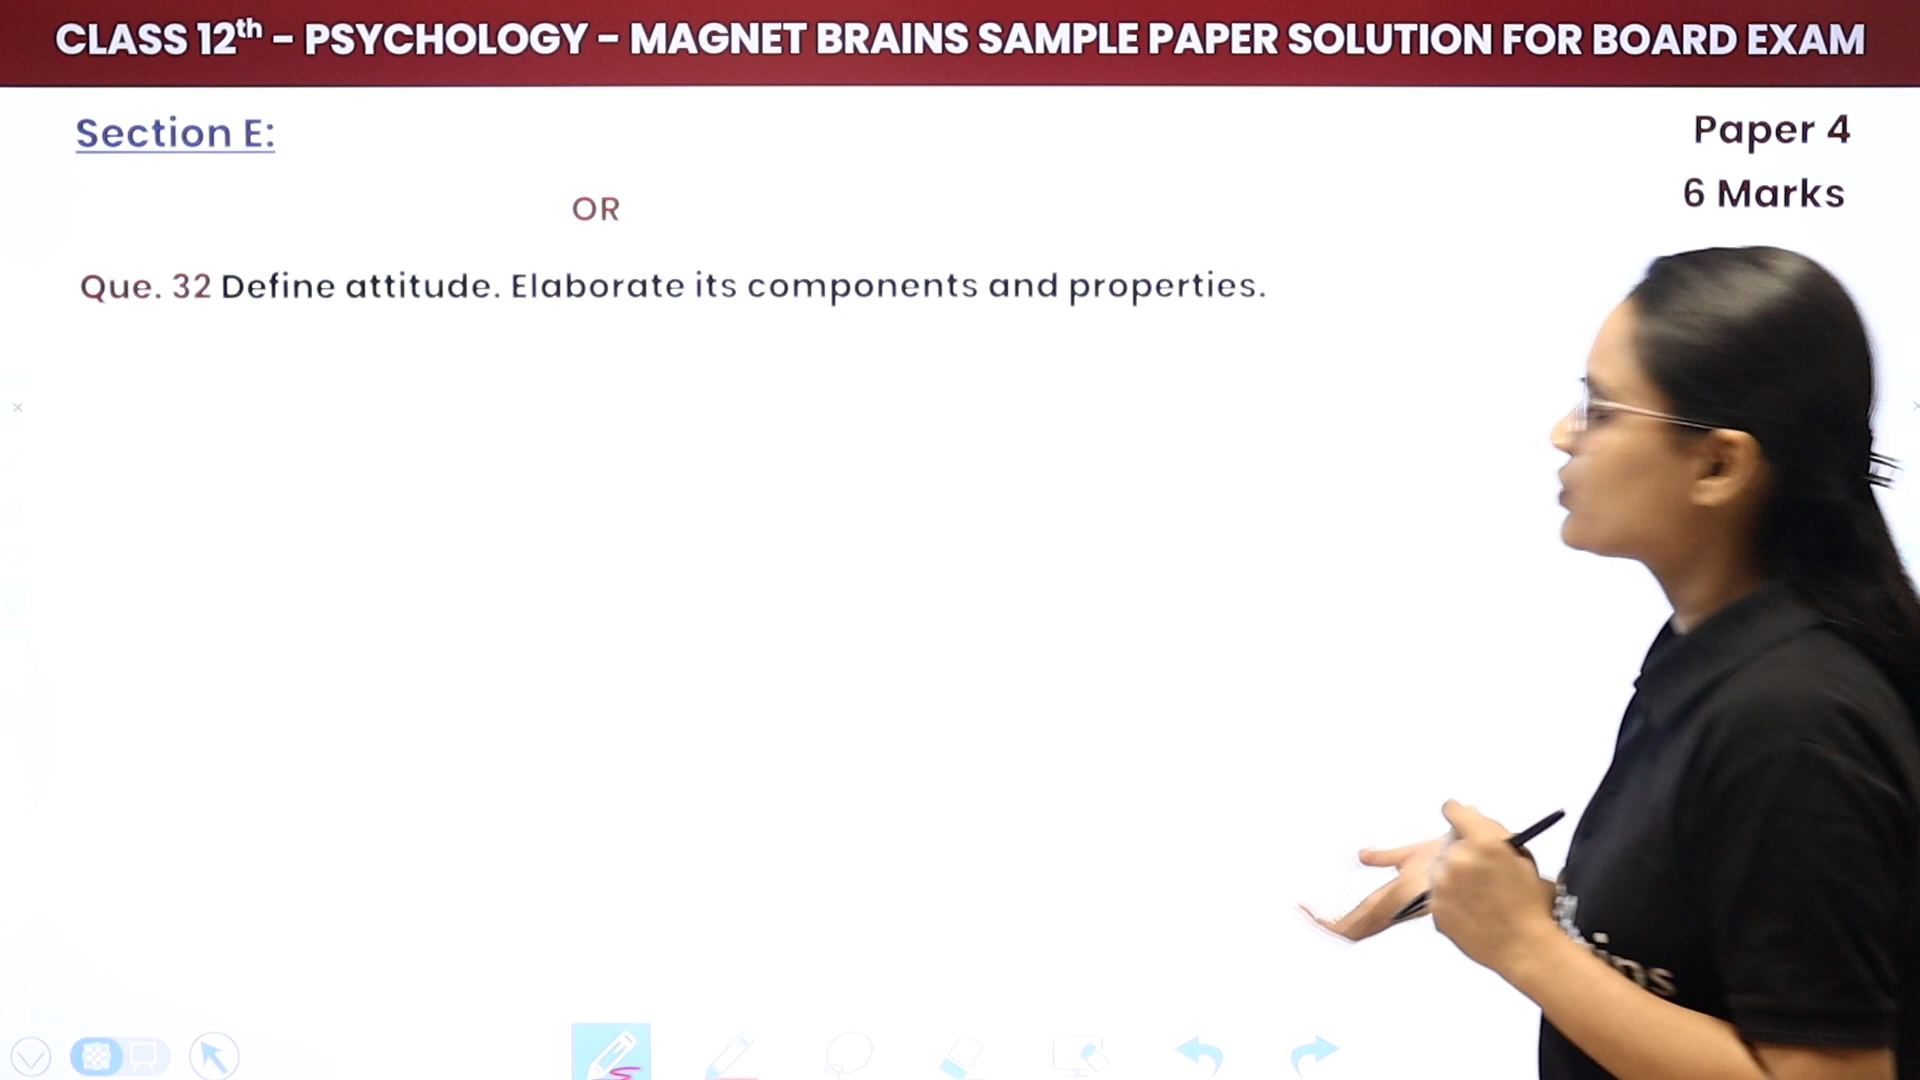 CLASS 12th - PSYCHOLOGY - MAGNET BRAINS SAMPLE PAPER SOLUTION FOR BOARD EXAM
Section E:
Paper 4
6 Marks
OR
Que. 32 Define attitude. Elaborate its components and properties.